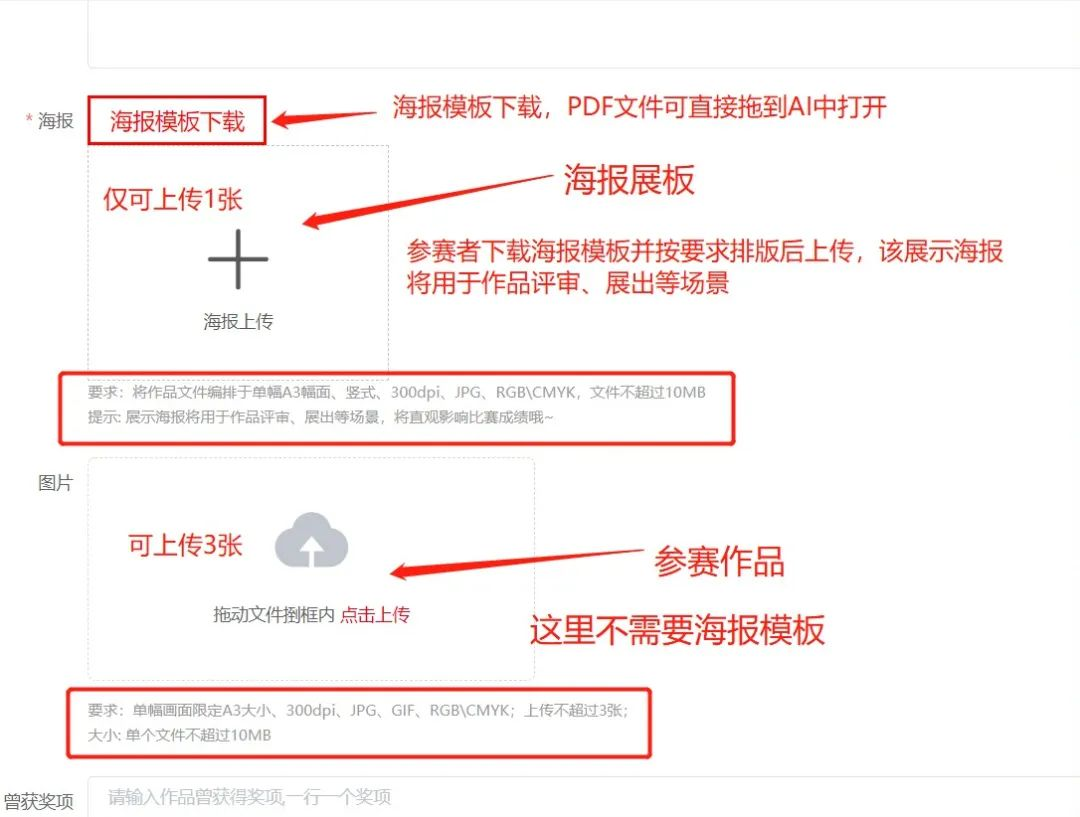 * 海报
海报模板下载
海报模板下载，PDF文件可直接拖到AI中打开
仅可上传1张
海报展板
参赛者下载海报模板并按要求排版后上传，该展示海报
将用于作品评审、展出等场景
海报上传
要求：将作品文件编排于单幅A3幅面、竖式、300dpi、JPG、RGB\CMYK，文件不超过10MB
提示: 展示海报将用于作品评审、展出等场景，将直观影响比赛成绩哦~
图片
可上传3张
参赛作品
拖动文件捯框内 点击上传
这里不需要海报模板
要求：单幅画面限定A3大小、300dpi、JPG、GIF、RGB\CMYK；上传不超过3张；
大小: 单个文件不超过10MB
曾获奖项
请输入作品曾获得奖项,一行一个奖项